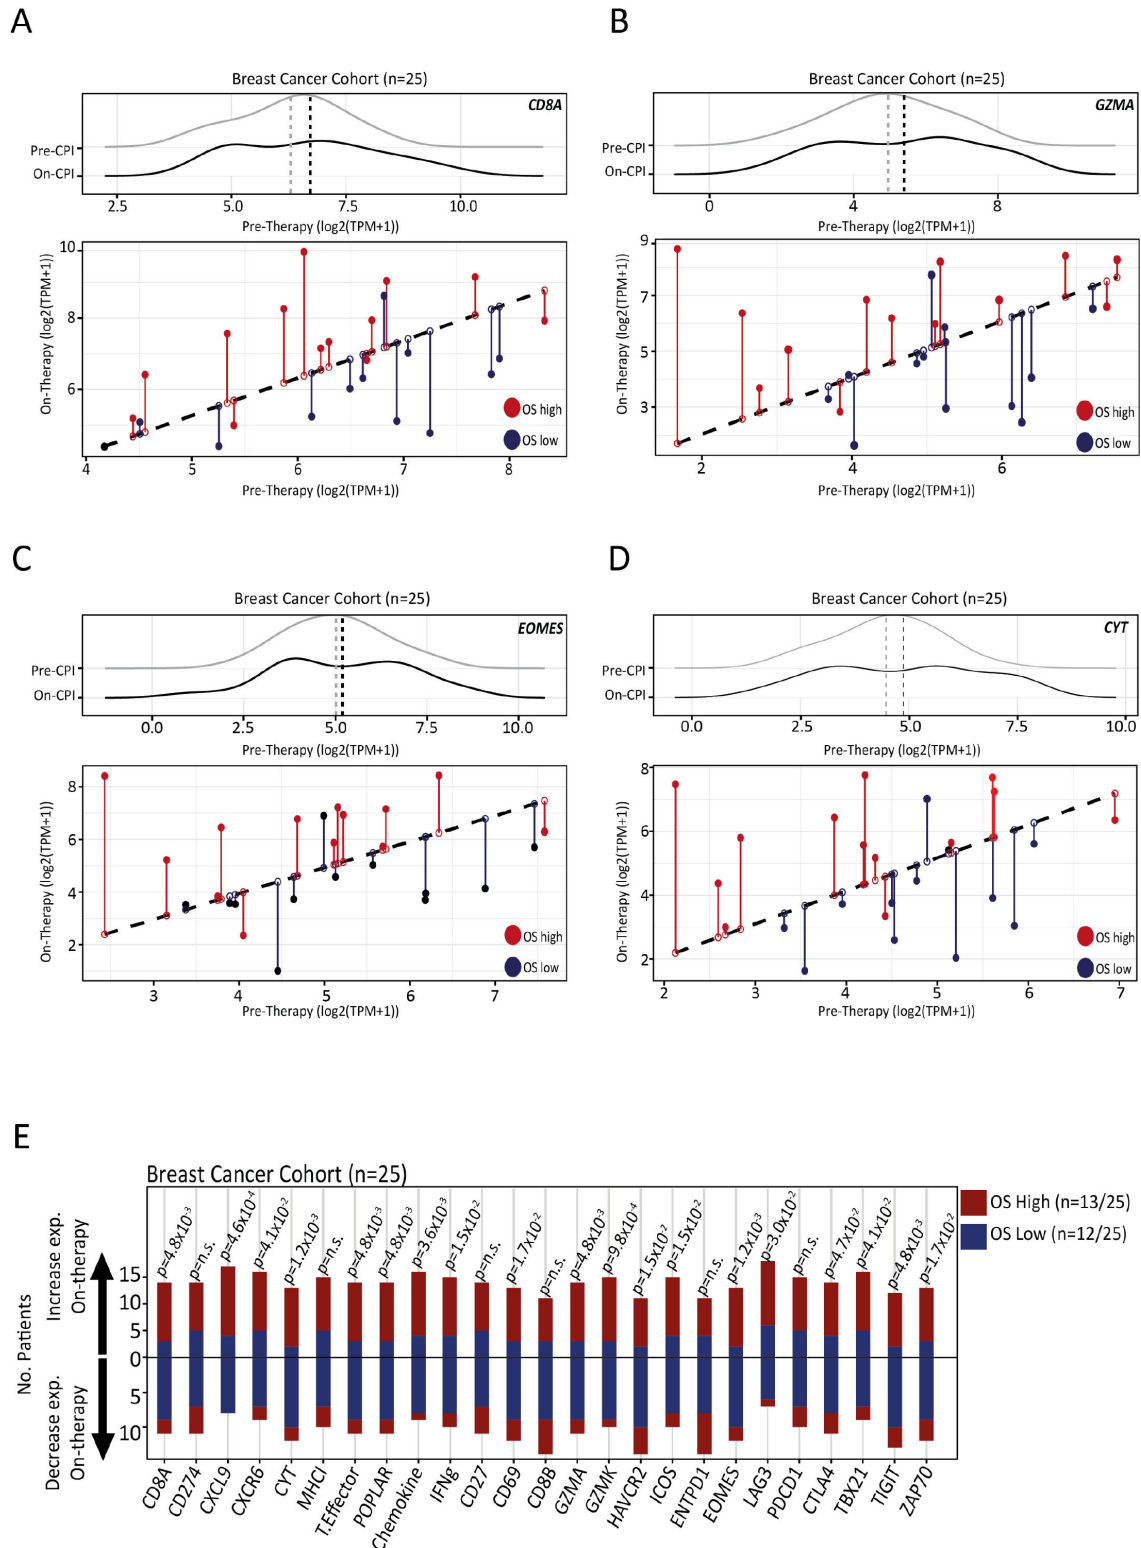 A
Breast Cancer Cohort (n=25)
CD8A
Pre-CPI
On-CPI
2.5 5.0 7.5 10.0
Pre-Therapy (log2(TPM+1))
On-Therapy (log2(TPM+1))
10
8
6
OS high
OS low
4 5 6 7 8
Pre-Therapy (log2(TPM+1))
B
Breast Cancer Cohort (n=25)
GZMA
Pre-CPI
On-CPI
0 4 8
Pre-Therapy (log2(TPM+1))
On-Therapy (log2(TPM+1))
9
7
5
3
OS high
OS low
2 4 6
Pre-Therapy (log2(TPM+1))
C
Breast Cancer Cohort (n=25)
EOMES
Pre-CPI
On-CPI
0.0 2.5 5.0 7.5 10.0
Pre-Therapy (log2(TPM+1))
On-Therapy (log2(TPM+1))
8
6
4
2
OS high
OS low
3 4 5 6 7
Pre-Therapy (log2(TPM+1))
D
Breast Cancer Cohort (n=25)
CYT
Pre-CPI
On-CPI
0.0 2.5 5.0 7.5 10.0
Pre-Therapy (log2(TPM+1))
On-Therapy (log2(TPM+1))
8
6
4
2
OS high
OS low
2 3 4 5 6 7
Pre-Therapy (log2(TPM+1))
E
Breast Cancer Cohort (n=25)
p=4.8x10-3
p=n.s.
p=4.6x10-4
p=4.1x10-2
p=1.2x10-3
p=n.s.
p=4.8x10-3
p=4.8x10-3
p=3.6x10-3
p=1.5x10-2
p=n.s.
p=1.7x10-2
p=n.s.
p=4.8x10-3
p=9.8x10-4
p=1.5x10-2
p=1.5x10-2
p=n.s.
p=1.2x10-3
p=3.0x10-2
p=n.s.
p=4.7x10-2
p=4.1x10-2
p=4.8x10-3
p=1.7x10-2
OS High (n=13/25)
OS Low (n=12/25)
No. Patients
Increase exp.
On-therapy
Decrease exp.
On-therapy
15
10
5
0
5
10
CD8A
CD274
CXCL9
CXCR6
CYT
MHCI
T.Effector
POPLAR
Chemokine
IFNg
CD27
CD69
CD8B
GZMA
GZMK
HAVCR2
ICOS
ENTPD1
EOMES
LAG3
PDCD1
CTLA4
TBX21
TIGIT
ZAP70